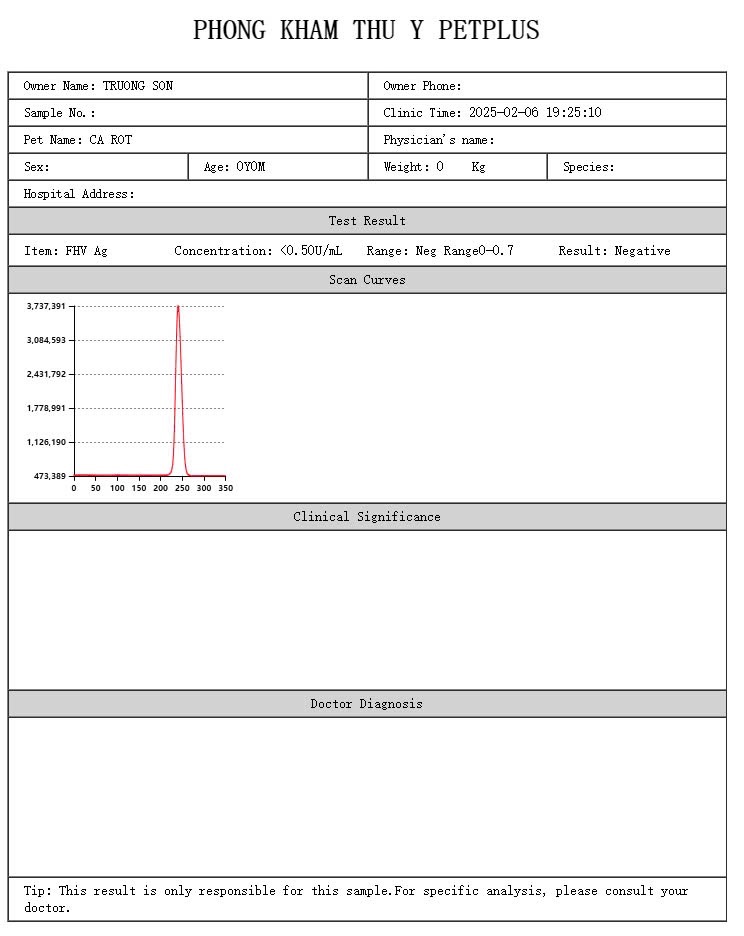 PHONG KHAM THU Y PETPLUS
Owner Name: TRUONG SON Owner Phone:
Sample No.: Clinic Time: 2025-02-06 19:25:10
Pet Name: CA ROT Physician's name:
Sex: Age: 0Y0M Weight: 0 Kg Species:
Hospital Address:
Test Result
Item: FHV Ag Concentration: <0.50U/mL Range: Neg Range0-0.7 Result: Negative
Scan Curves
3,737,391
3,084,593
2,431,792
1,778,991
1,126,190
473,389
0 50 100 150 200 250 300 350
Clinical Significance
Doctor Diagnosis
Tip: This result is only responsible for this sample.For specific analysis, please consult your
doctor.